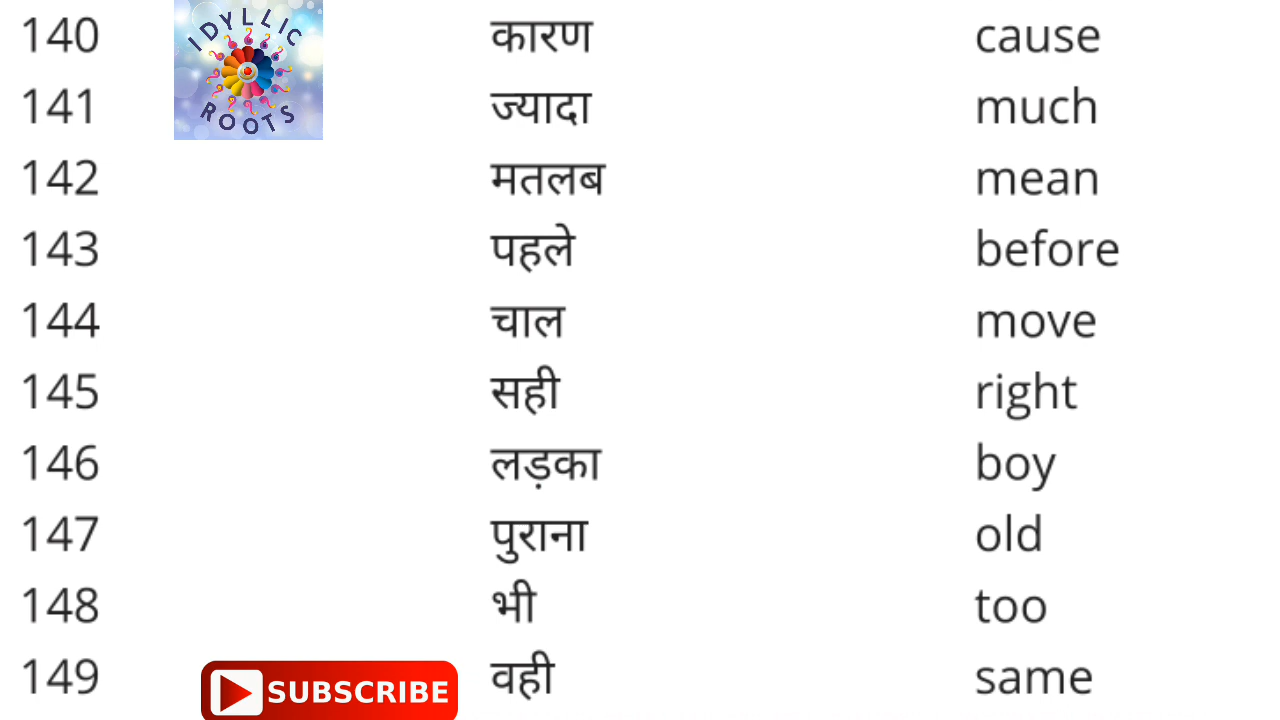 IDYLLIC
ROOTS
140 कारण cause
141 ज्यादा much
142 मतलब mean
143 पहले before
144 चाल move
145 सही right
146 लड़का boy
147 पुराना old
148 भी too
149 वही same
SUBSCRIBE